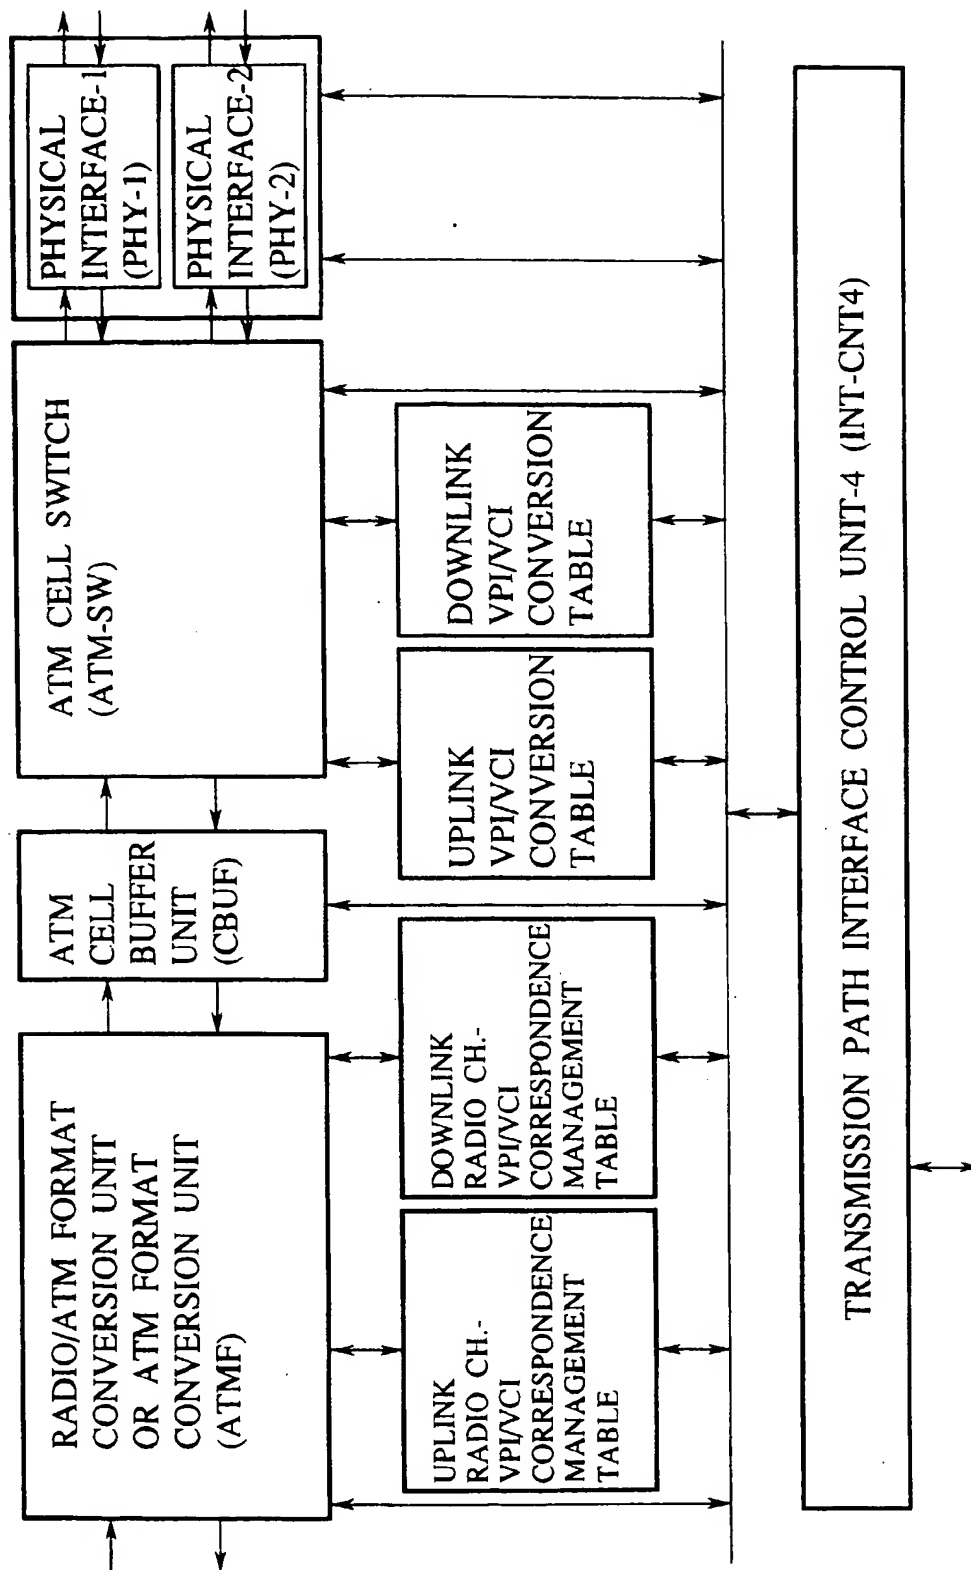 RADIO/ATM FORMAT
CONVERSION UNIT
OR ATM FORMAT
CONVERSION UNIT
(ATMF)
ATM
CELL
BUFFER
UNIT
(CBUF)
ATM CELL SWITCH
(ATM-SW)
PHYSICAL
INTERFACE-1
(PHY-1)
PHYSICAL
INTERFACE-2
(PHY-2)
UPLINK
RADIO CH.-
VPI/VCI
CORRESPONDENCE
MANAGEMENT
TABLE
DOWNLINK
RADIO CH.-
VPI/VCI
CORRESPONDENCE
MANAGEMENT
TABLE
UPLINK
VPI/VCI
CONVERSION
TABLE
DOWNLINK
VPI/VCI
CONVERSION
TABLE
TRANSMISSION PATH INTERFACE CONTROL UNIT-4 (INT-CNT4)